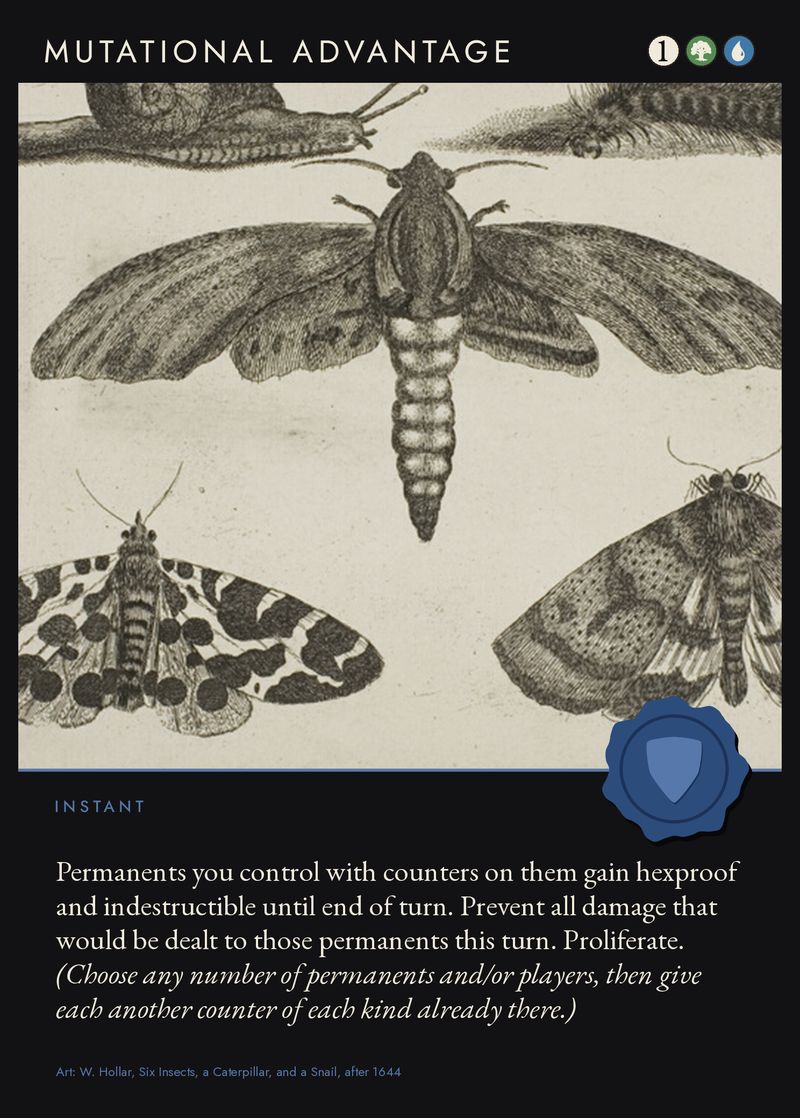 MUTATIONAL ADVANTAGE
1
INSTANT
Permanents you control with counters on them gain hexproof
and indestructible until end of turn. Prevent all damage that
would be dealt to those permanents this turn. Proliferate.
(Choose any number of permanents and/or players, then give
each another counter of each kind already there.)
Art: W. Hollar, Six Insects, a Caterpillar, and a Snail, after 1644